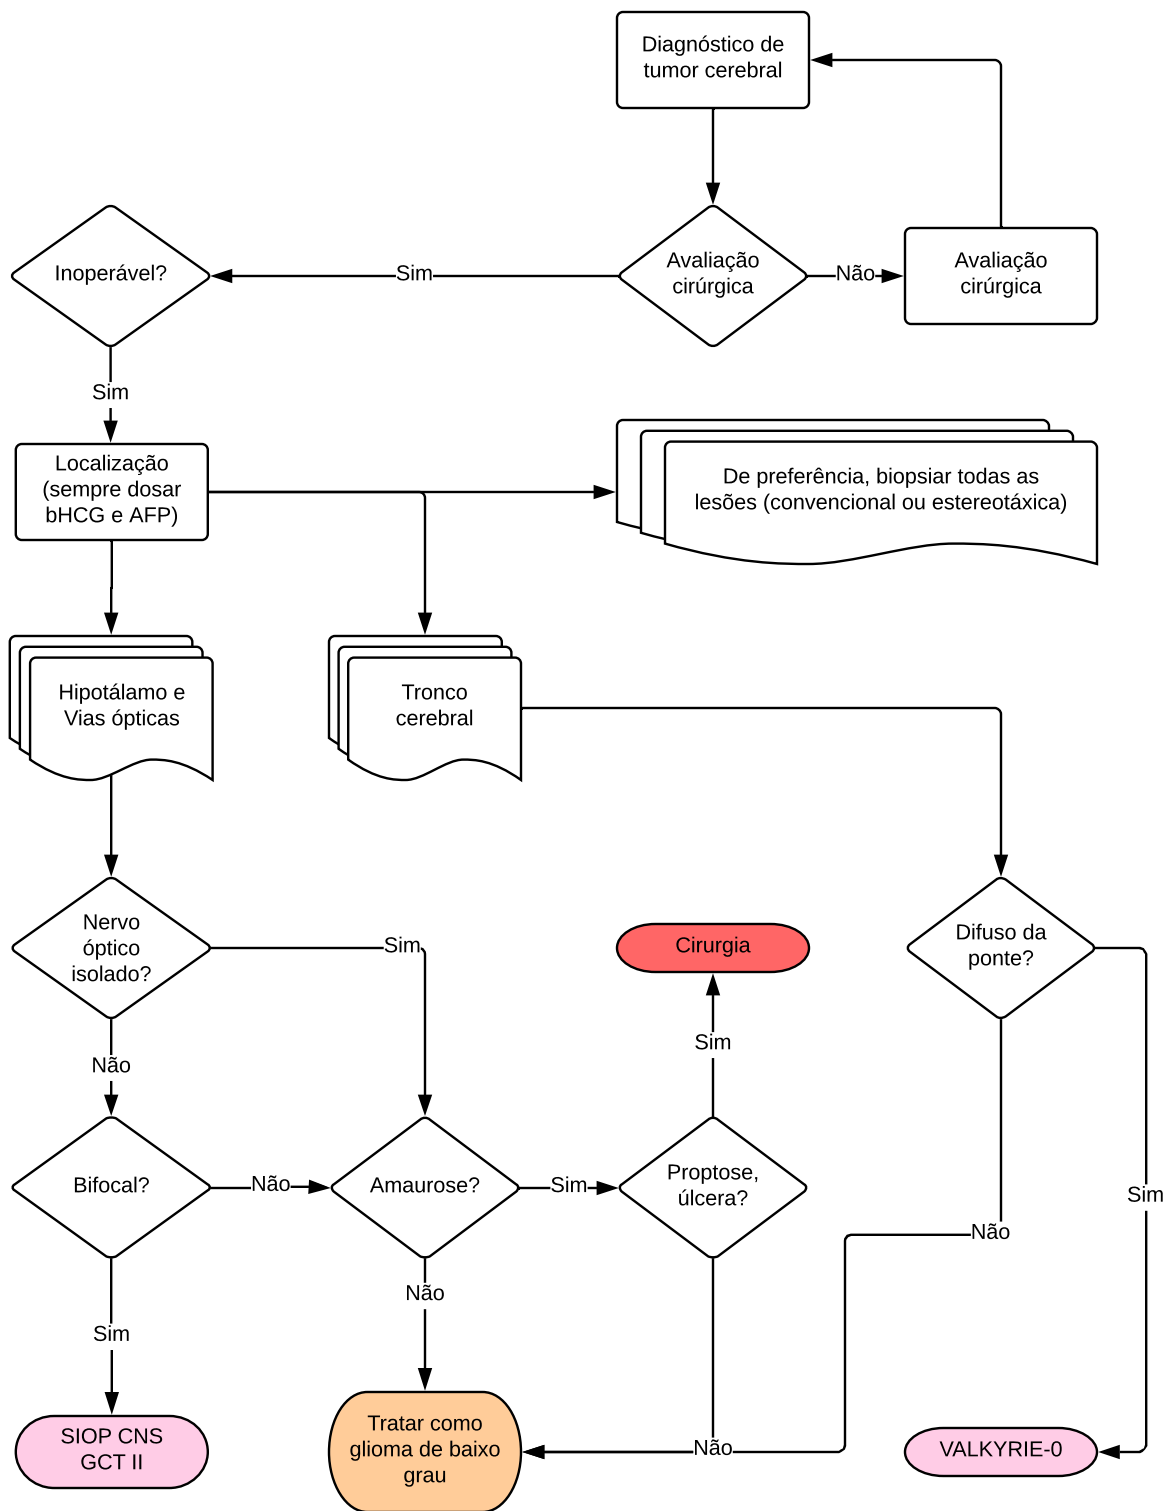 Diagnóstico de
tumor cerebral
Inoperável?
Sim
Avaliação
cirúrgica
Não
Avaliação
cirúrgica
Sim
Localização
(sempre dosar
bHCG e AFP)
De preferência, biopsiar todas as
lesões (convencional ou estereotáxica)
Hipotálamo e
Vias ópticas
Tronco
cerebral
Nervo
óptico
isolado?
Sim
Cirurgia
Difuso da
ponte?
Não
Sim
Bifocal?
Não
Amaurose?
Sim
Proptose,
úlcera?
Sim
Não
Não
Sim
SIOP CNS
GCT II
Tratar como
glioma de baixo
grau
Não
VALKYRIE-0